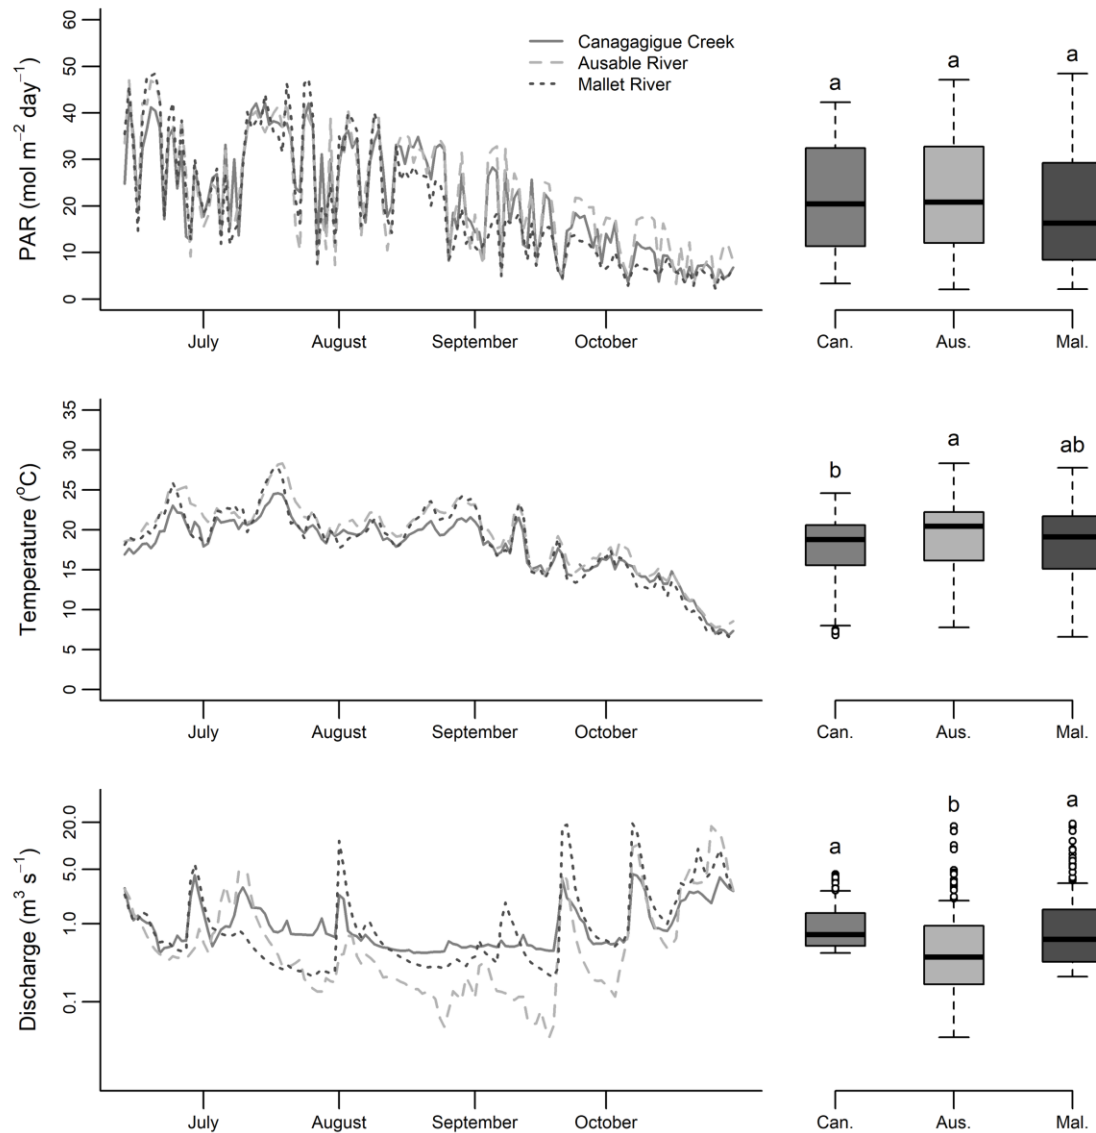 PAR (mol m⁻² day⁻¹)
60
50
40
30
20
10
0
Canagagigue Creek
Ausable River
Mallet River
July August September October
a a a
Can. Aus. Mal.
Temperature (°C)
35
30
25
20
15
10
5
0
July August September October
b a ab
Can. Aus. Mal.
Discharge (m³ s⁻¹)
20.0
5.0
1.0
0.1
July August September October
a b a
Can. Aus. Mal.